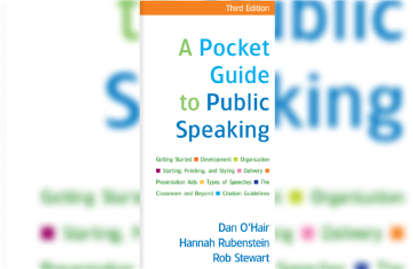 Third Edition
A Pocket
Guide
to Public
Speaking
Getting Started ■ Development ■ Organization
■ Starting, Finishing, and Styling ■ Delivery ■
Presentation Aids ■ Types of Speeches ■ The
Classroom and Beyond ■ Citation Guidelines
Dan O'Hair
Hannah Rubenstein
Rob Stewart